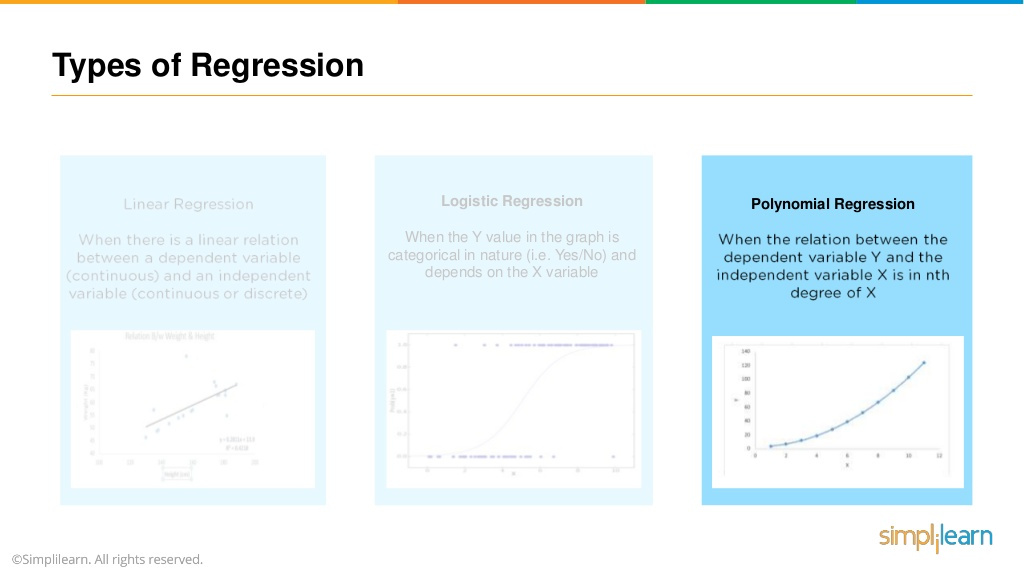 Types of Regression
Linear Regression
When there is a linear relation
between a dependent variable
(continuous) and an independent
variable (continuous or discrete)
Relation b/w Weight & Height
Logistic Regression
When the Y value in the graph is
categorical in nature (i.e. Yes/No) and
depends on the X variable
Polynomial Regression
When the relation between the
dependent variable Y and the
independent variable X is in nth
degree of X
140
120
100
80
60
40
20
0
Y
0 2 4 6 8 10 12
X
©Simplilearn. All rights reserved.
simplilearn